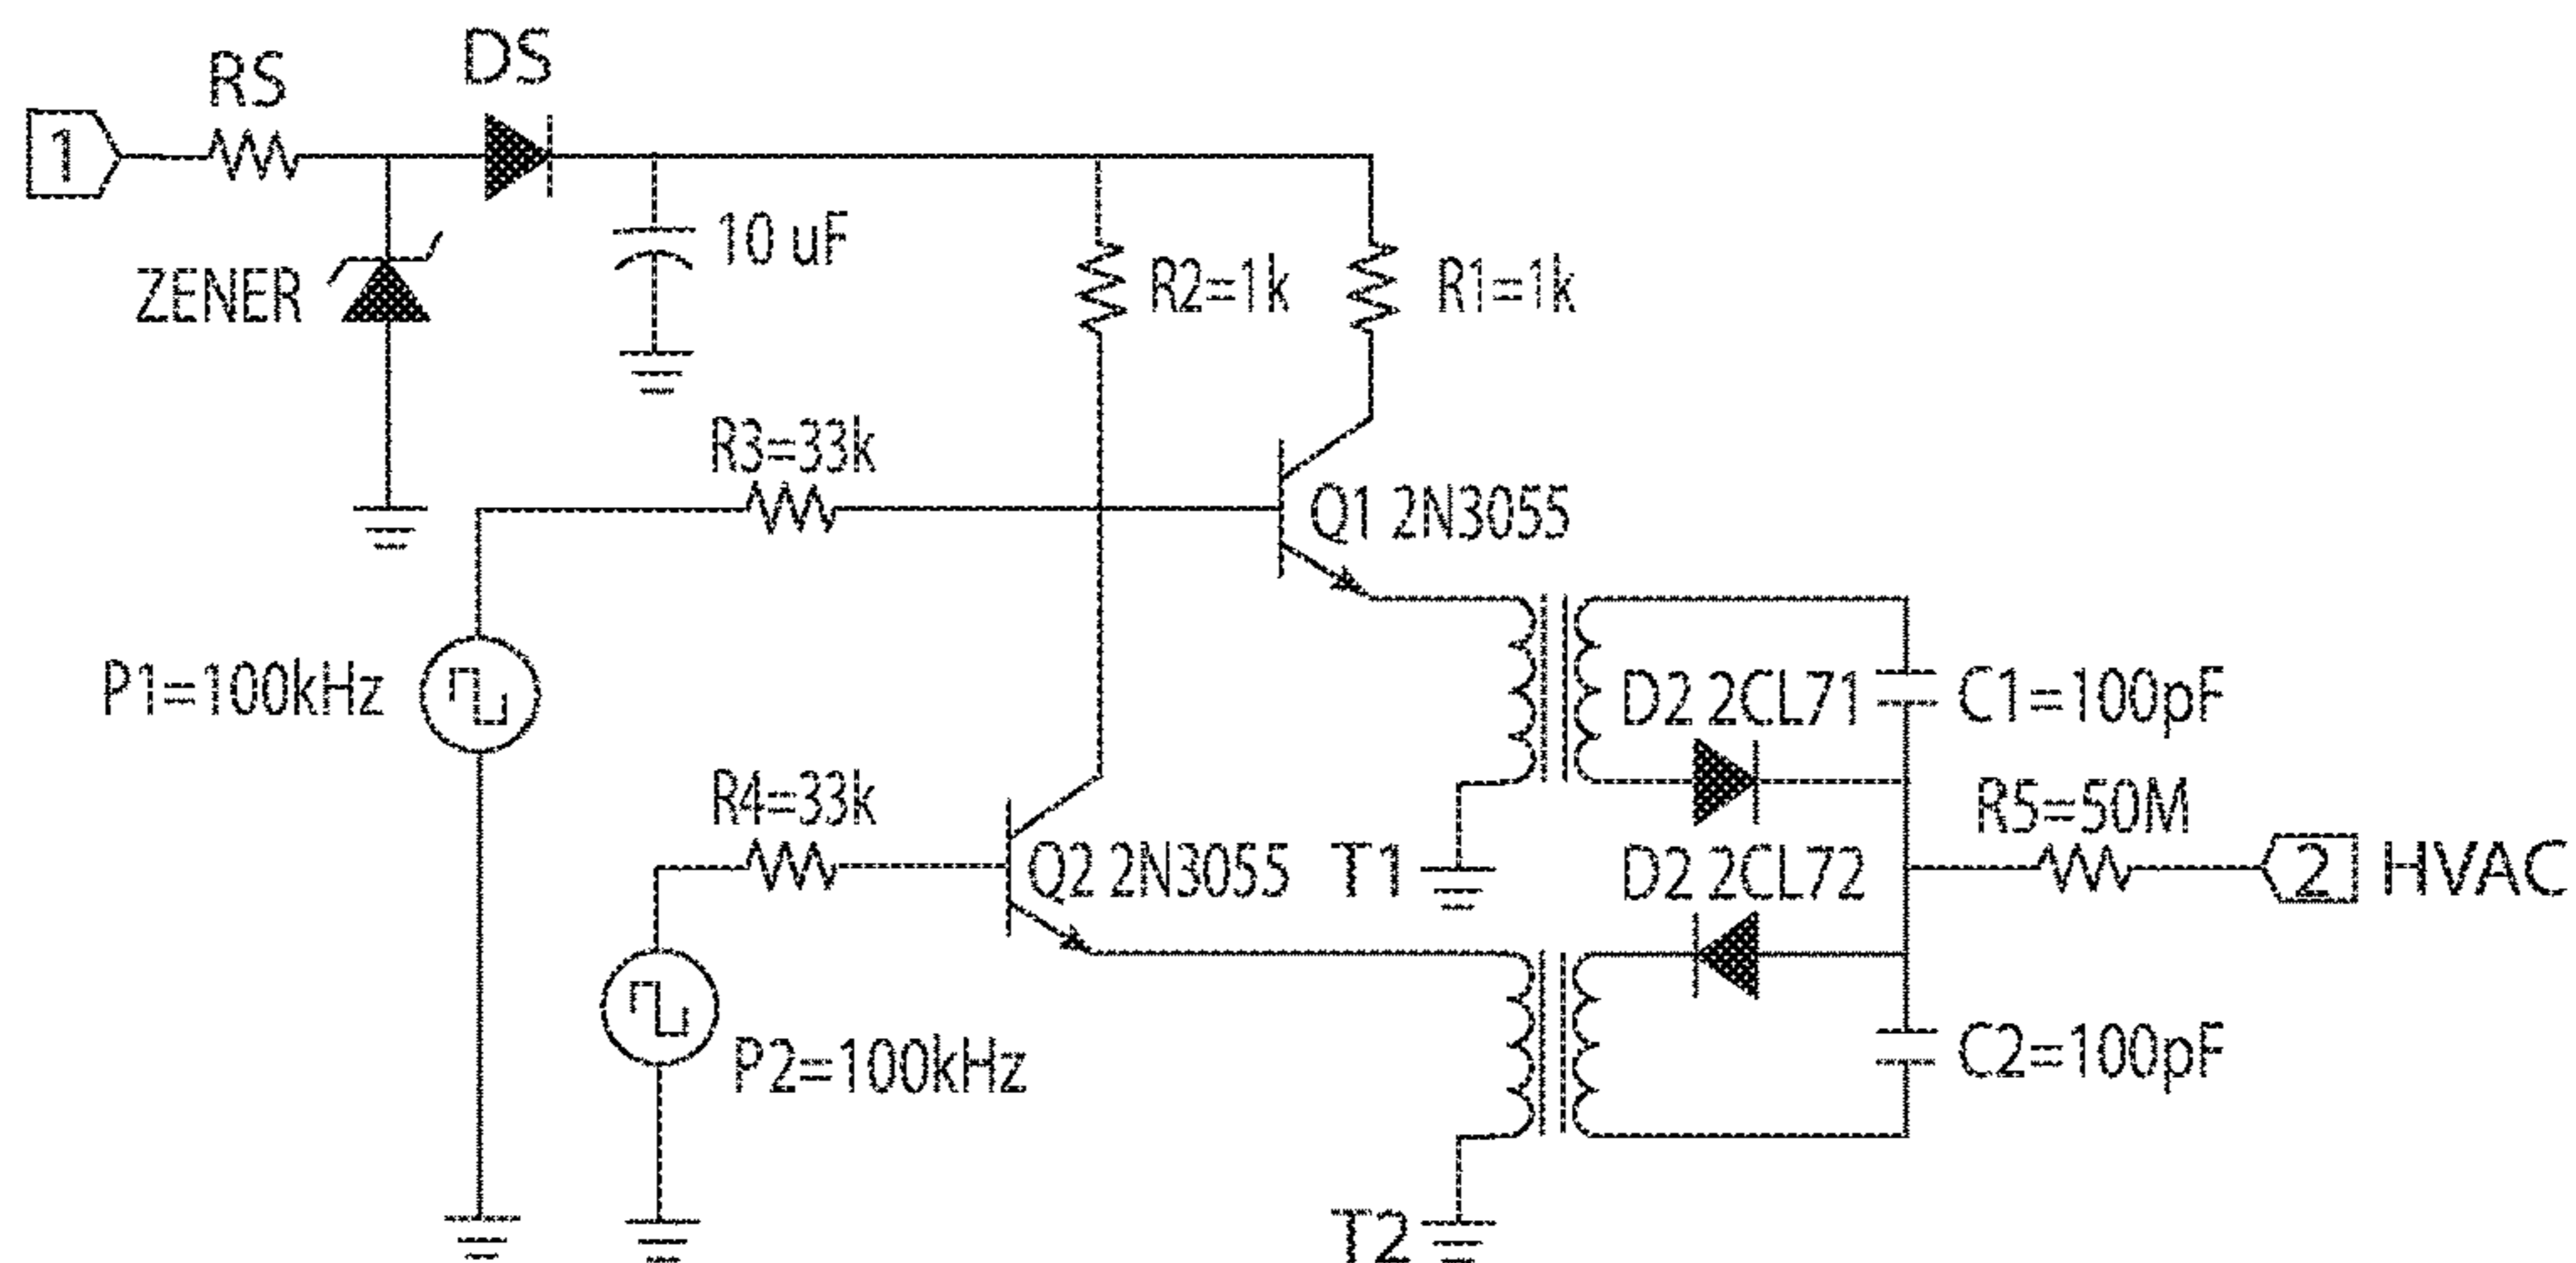 RS
DS
1
10 uF
ZENER
R2=1k
R1=1k
R3=33k
Q1 2N3055
P1=100kHz
D2 2CL71
C1=100pF
R4=33k
R5=50M
Q2 2N3055
T1
D2 2CL72
2
HVAC
P2=100kHz
C2=100pF
T2